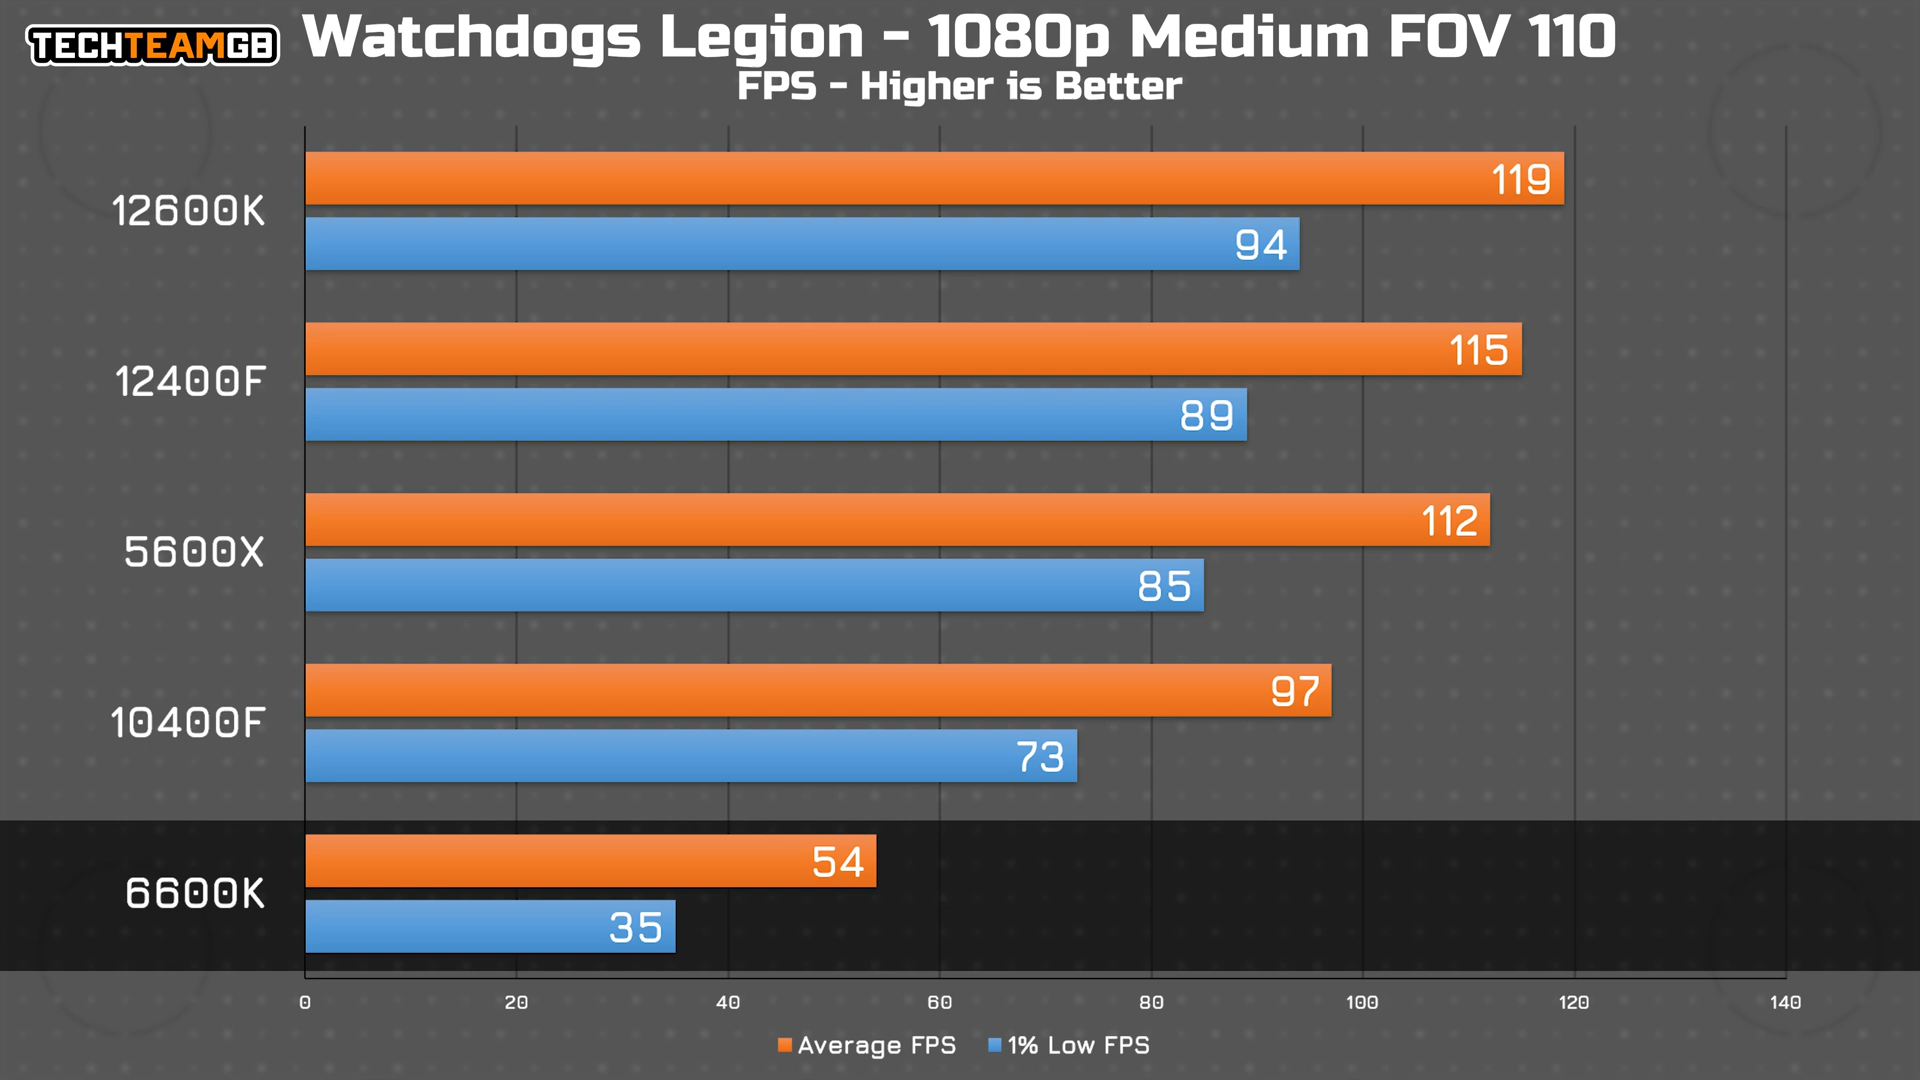 TECHTEAMGB
Watchdogs Legion - 1080p Medium FOV 110
FPS - Higher is Better
12600K
119
94
12400F
115
89
5600X
112
85
10400F
97
73
6600K
54
35
0 20 40 60 80 100 120 140
Average FPS 1% Low FPS